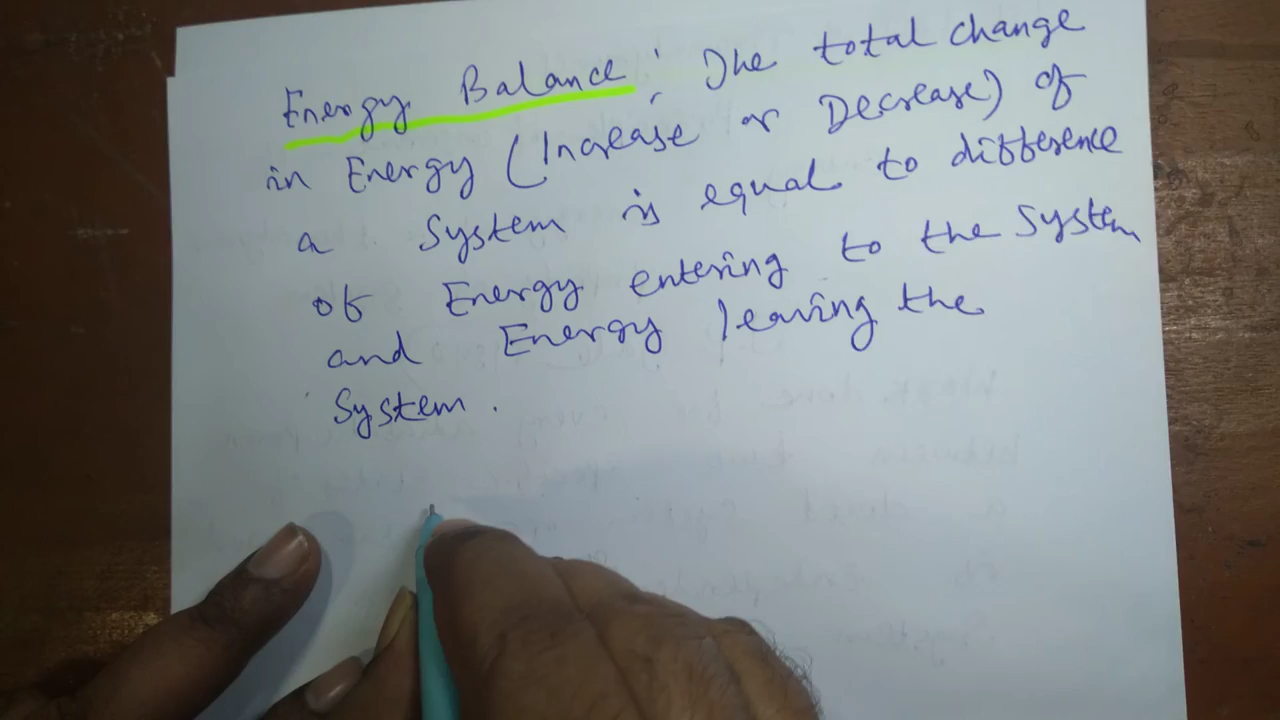 Energy Balance : The total change
in Energy (Increase or Decrease) of
a System is equal to difference
of Energy entering to the System
and Energy leaving the
System.